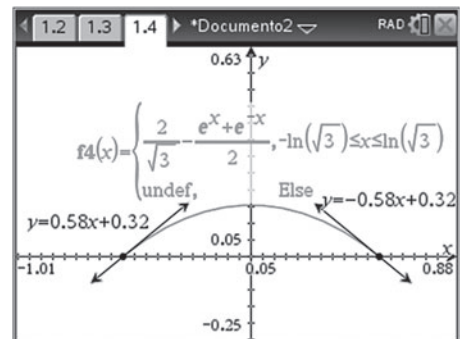 1.2 1.3 1.4 *Documento2 RAD
0.63 y
f4(x)={2/√3-(eˣ+e⁻ˣ)/2,-ln(√3)≤x≤ln(√3)
undef, Else
y=0.58x+0.32 y=-0.58x+0.32
0.05 x
-1.01 0.05 0.88
-0.25